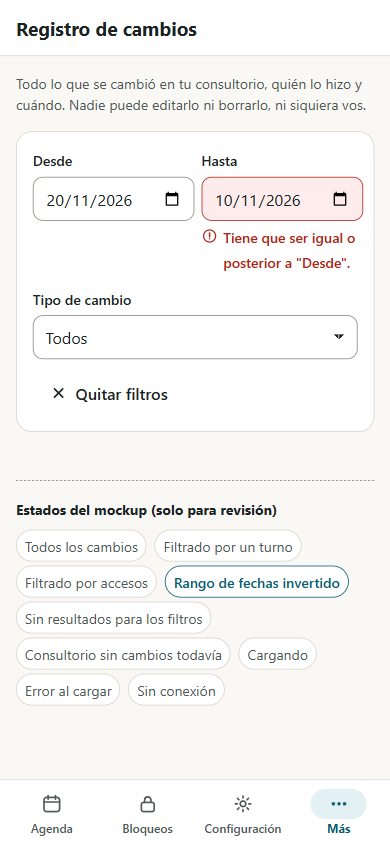 Registro de cambios
Todo lo que se cambió en tu consultorio, quién lo hizo y
cuándo. Nadie puede editarlo ni borrarlo, ni siquiera vos.
Desde
Hasta
20/11/2026
10/11/2026
Tiene que ser igual o
posterior a "Desde".
Tipo de cambio
Todos
Quitar filtros
Estados del mockup (solo para revisión)
Todos los cambios
Filtrado por un turno
Filtrado por accesos
Rango de fechas invertido
Sin resultados para los filtros
Consultorio sin cambios todavía
Cargando
Error al cargar
Sin conexión
Agenda
Bloqueos
Configuración
Más